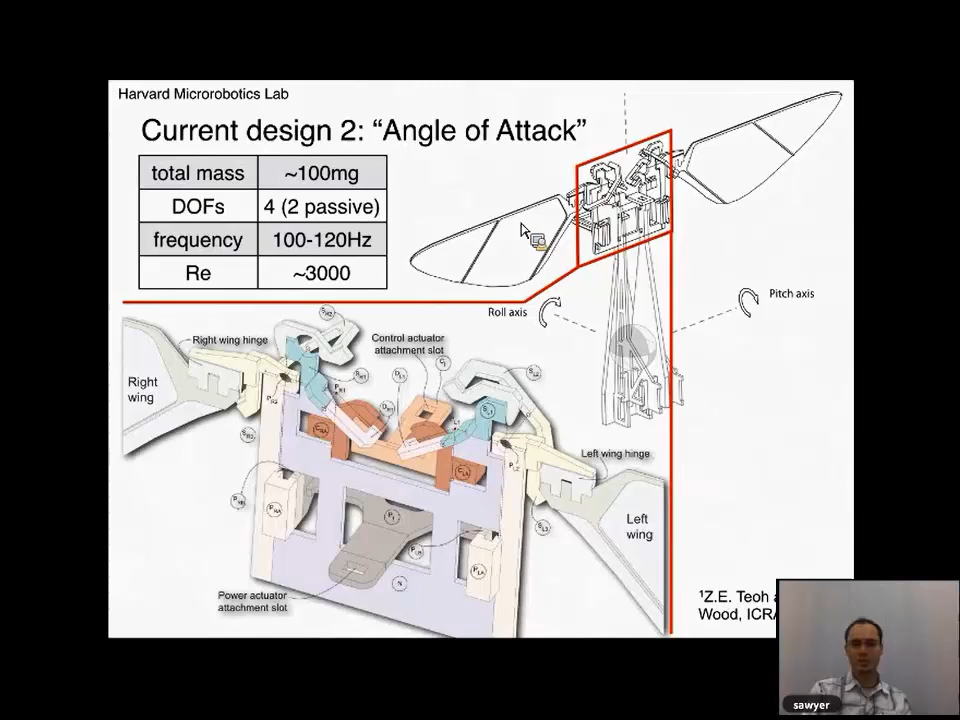 Harvard Microrobotics Lab
Current design 2: “Angle of Attack”
total mass ~100mg
DOFs 4 (2 passive)
frequency 100-120Hz
Re ~3000
Roll axis
Pitch axis
Right wing hinge
Control actuator
attachment slot
Right
wing
Left wing hinge
Left
wing
Power actuator
attachment slot
¹Z.E. Teoh
Wood,
sawyer